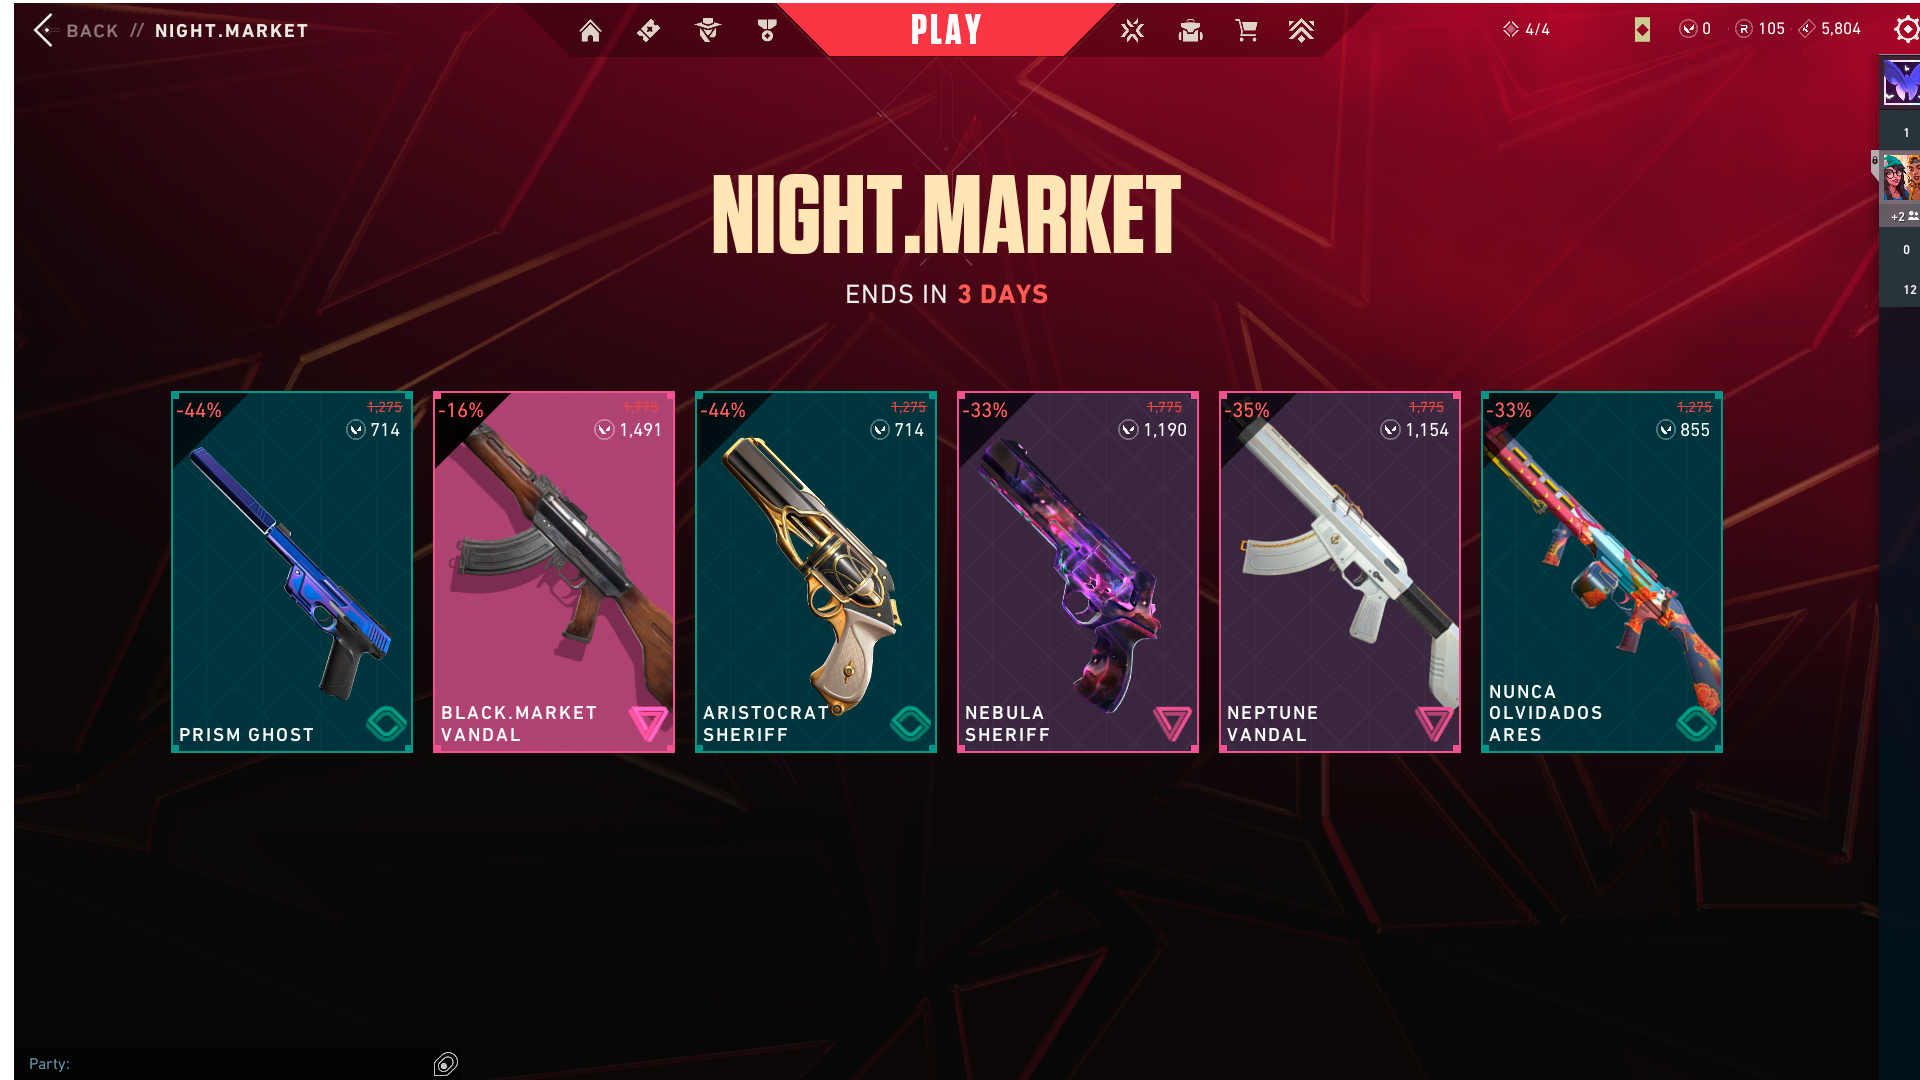 BACK // NIGHT.MARKET
PLAY
4/4
0
105
5,804
1
+2
0
12
NIGHT.MARKET
ENDS IN 3 DAYS
-44%
1,275
714
PRISM GHOST
-16%
1,775
1,491
BLACK.MARKET
VANDAL
-44%
1,275
714
ARISTOCRAT
SHERIFF
-33%
1,775
1,190
NEBULA
SHERIFF
-35%
1,775
1,154
NEPTUNE
VANDAL
-33%
1,275
855
NUNCA
OLVIDADOS
ARES
Party: